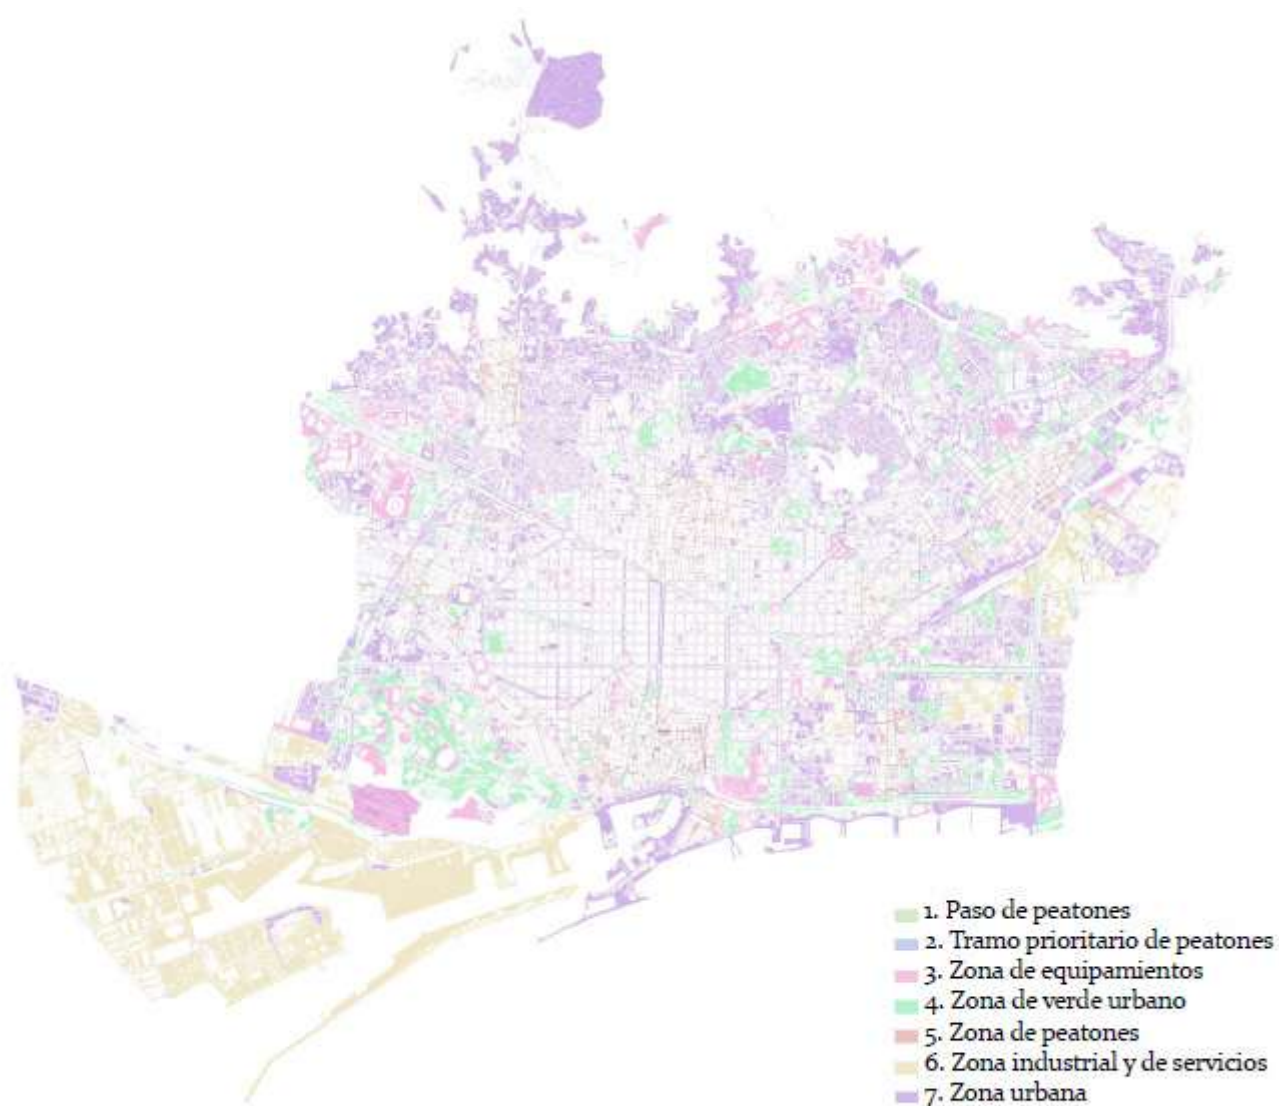 1. Paso de peatones
2. Tramo prioritario de peatones
3. Zona de equipamientos
4. Zona de verde urbano
5. Zona de peatones
6. Zona industrial y de servicios
7. Zona urbana